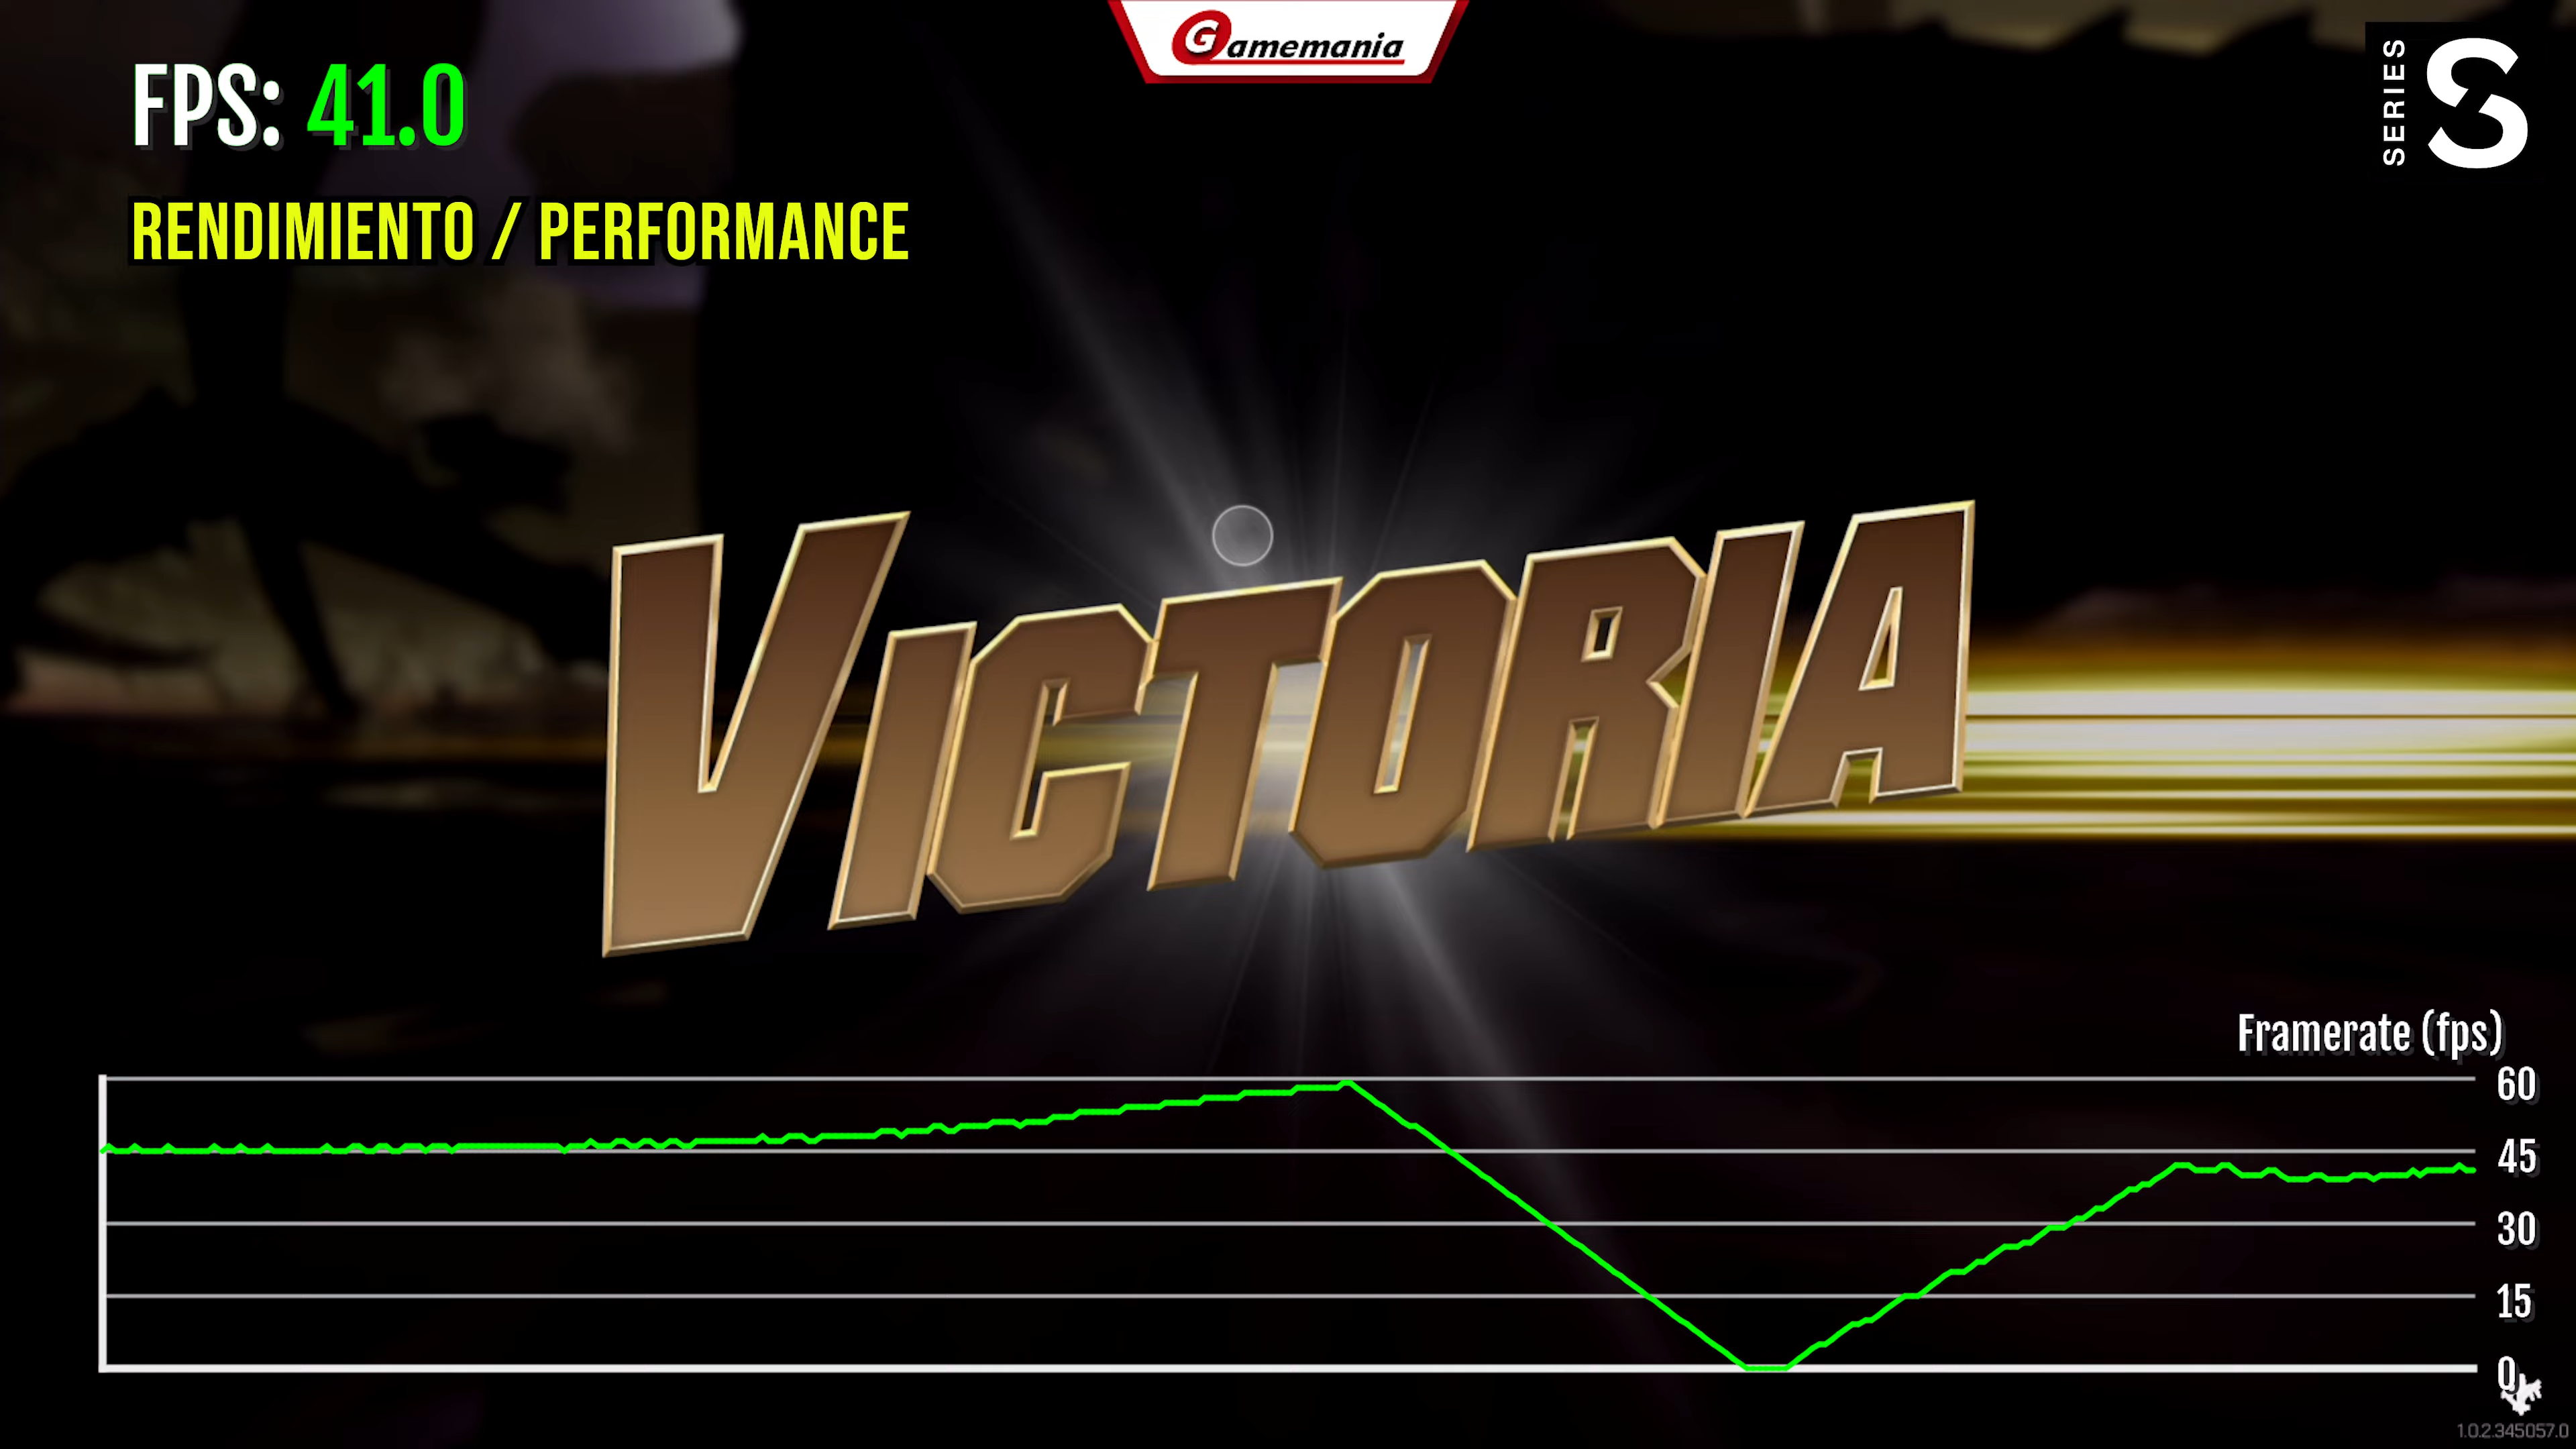 Gamemania
FPS: 41.0
SERIES S
RENDIMIENTO / PERFORMANCE
VICTORIA
Framerate (fps)
60
45
30
15
0
1.0.2.345057.0